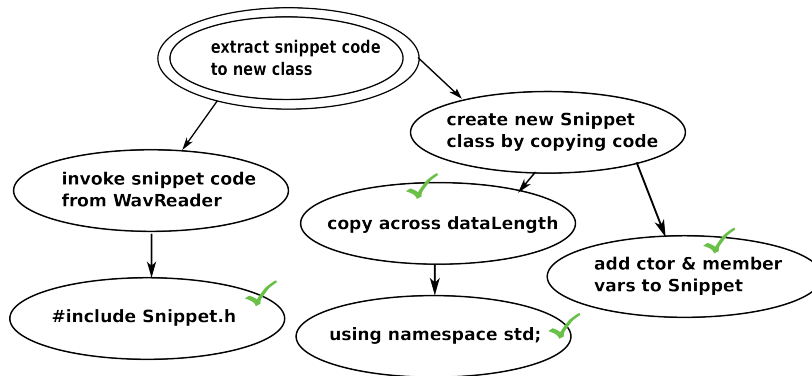 extract snippet code
to new class
create new Snippet
class by copying code
invoke snippet code
from WavReader
copy across dataLength
add ctor & member
vars to Snippet
#include Snippet.h
using namespace std;